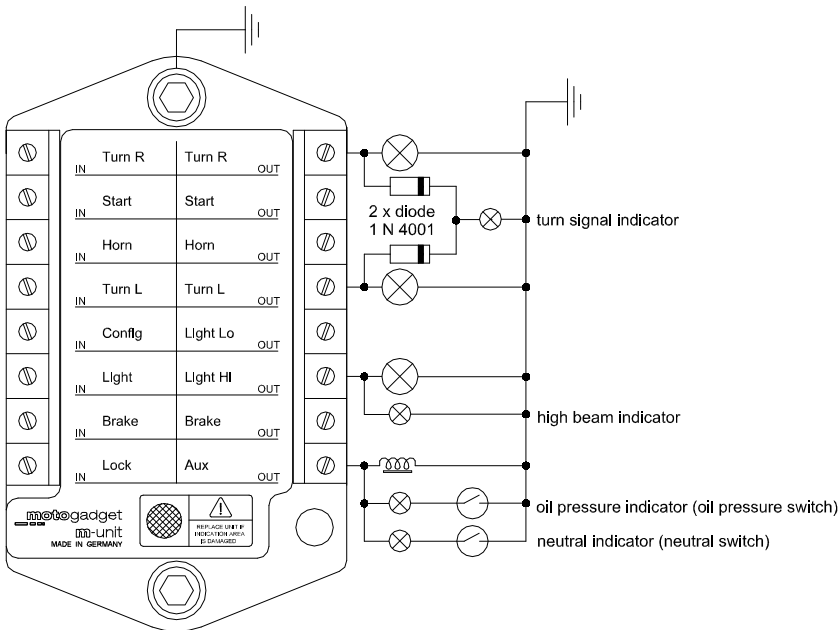 Turn R Turn R
IN OUT
Start Start
IN OUT
2 x diode
1 N 4001
turn signal indicator
Horn Horn
IN OUT
Turn L Turn L
IN OUT
Config Light Lo
IN OUT
Light Light HI
IN OUT
Brake Brake
IN OUT
high beam indicator
Lock Aux
IN OUT
motogadget
m-unit
MADE IN GERMANY
REPLACE UNIT IF
INDICATION AREA
IS DAMAGED
oil pressure indicator (oil pressure switch)
neutral indicator (neutral switch)